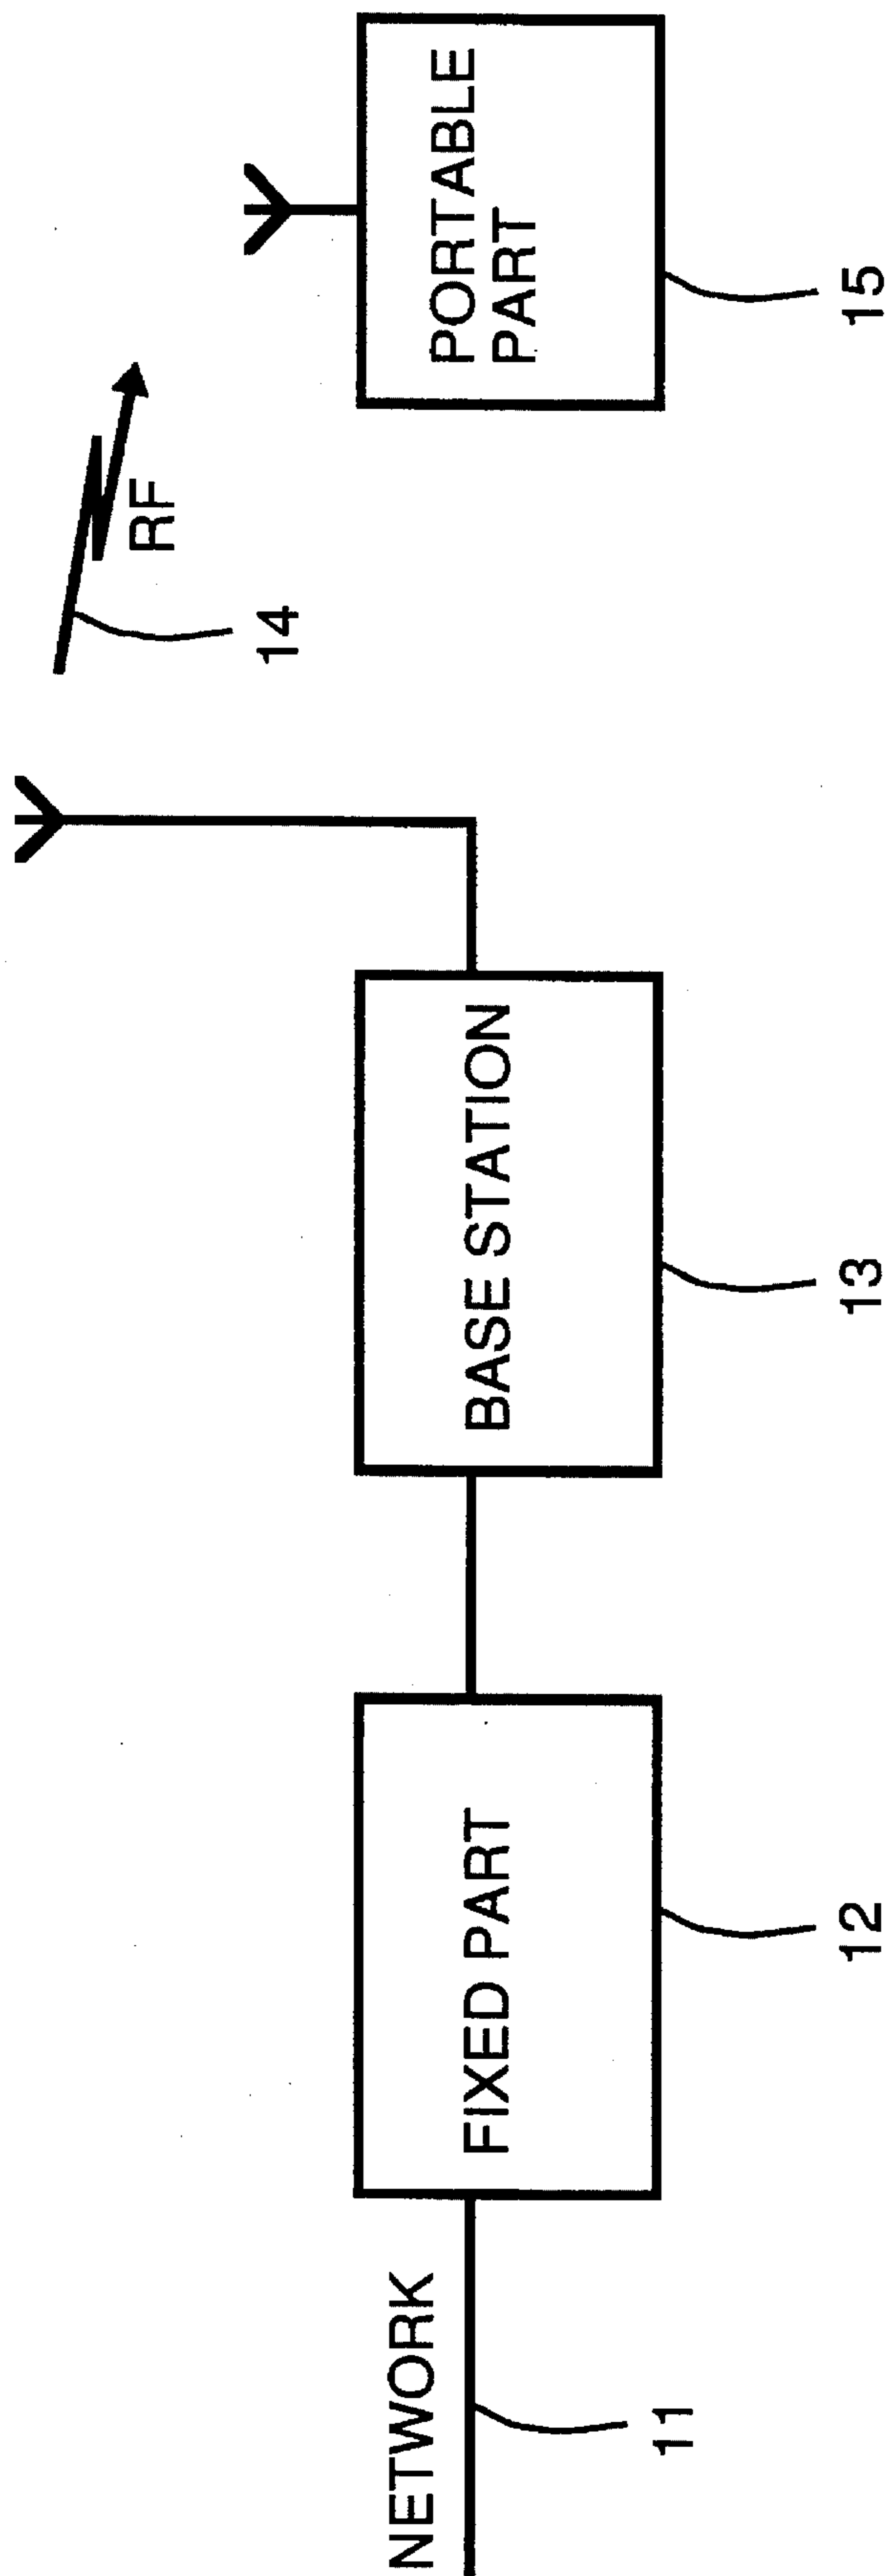 NETWORK
11
FIXED PART
12
BASE STATION
13
RF
14
PORTABLE
PART
15